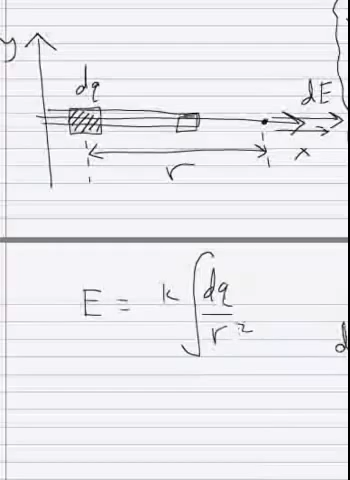 y
dq
dE
x
r
E = k ∫ dq / r²
d